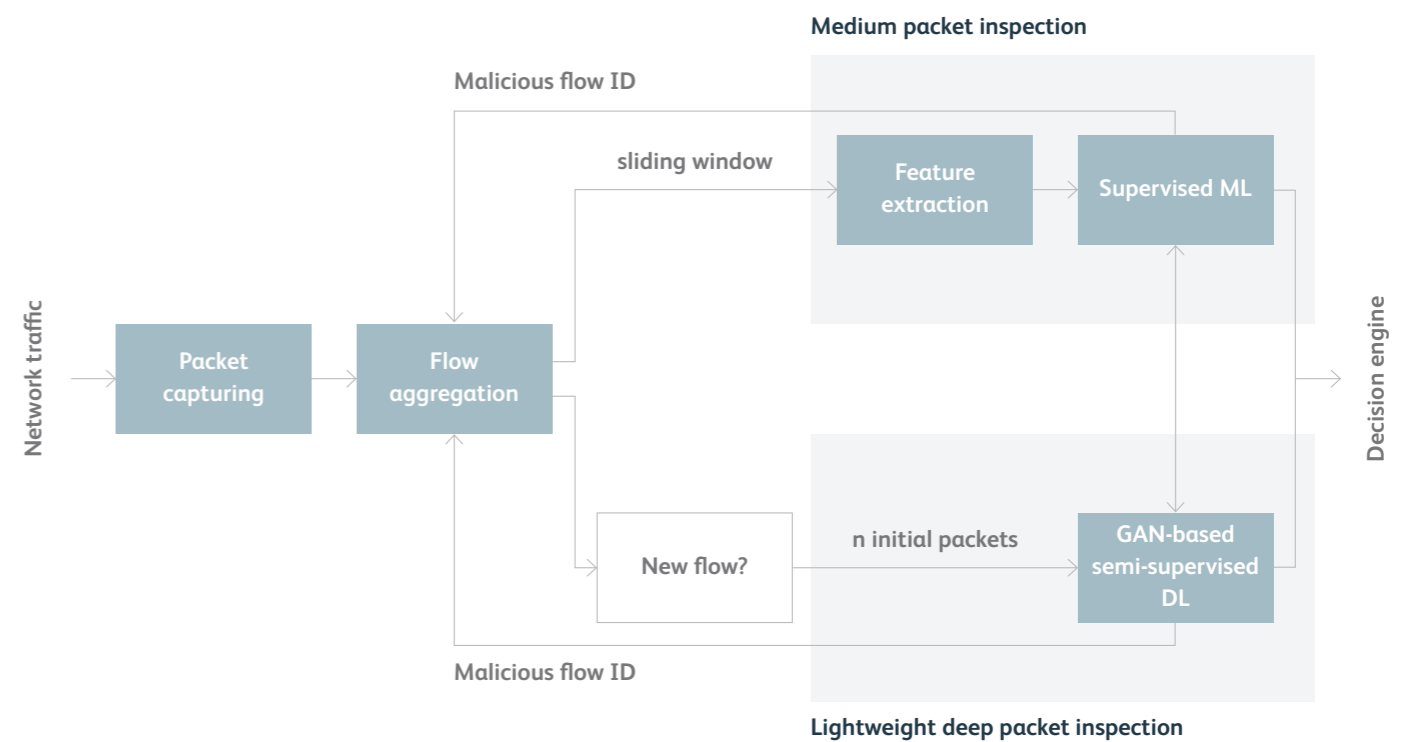 Medium packet inspection
Malicious flow ID
sliding window
Feature
extraction
Supervised ML
Network traffic
Packet
capturing
Flow
aggregation
Decision engine
New flow?
n initial packets
GAN-based
semi-supervised
DL
Malicious flow ID
Lightweight deep packet inspection